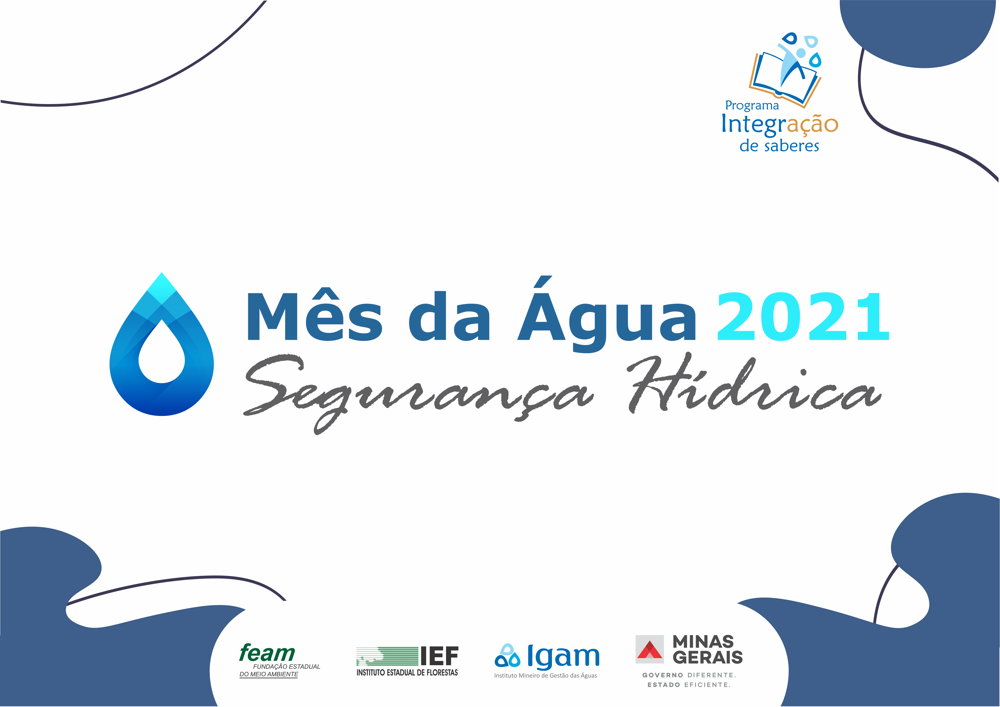 Programa
Integração
de saberes
Mês da Água 2021
Segurança Hídrica
feam
FUNDAÇÃO ESTADUAL
DO MEIO AMBIENTE
IEF
INSTITUTO ESTADUAL DE FLORESTAS
Igam
Instituto Mineiro de Gestão das Águas
MINAS
GERAIS
GOVERNO DIFERENTE.
ESTADO EFICIENTE.